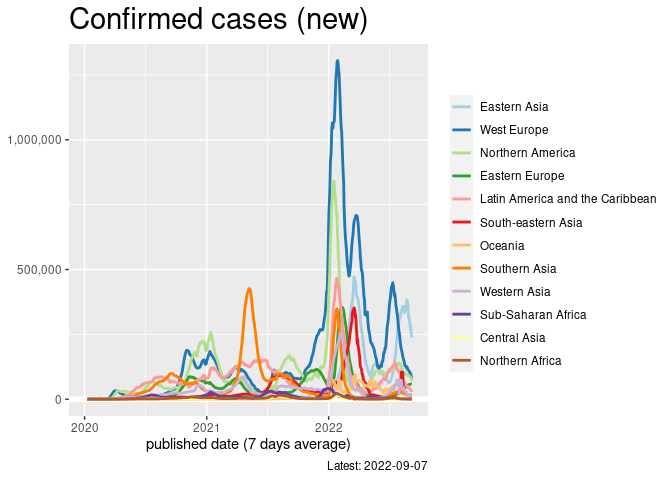 Confirmed cases (new)
1,000,000
500,000
0
2020
2021
2022
published date (7 days average)
Latest: 2022-09-07
Eastern Asia
West Europe
Northern America
Eastern Europe
Latin America and the Caribbean
South-eastern Asia
Oceania
Southern Asia
Western Asia
Sub-Saharan Africa
Central Asia
Northern Africa